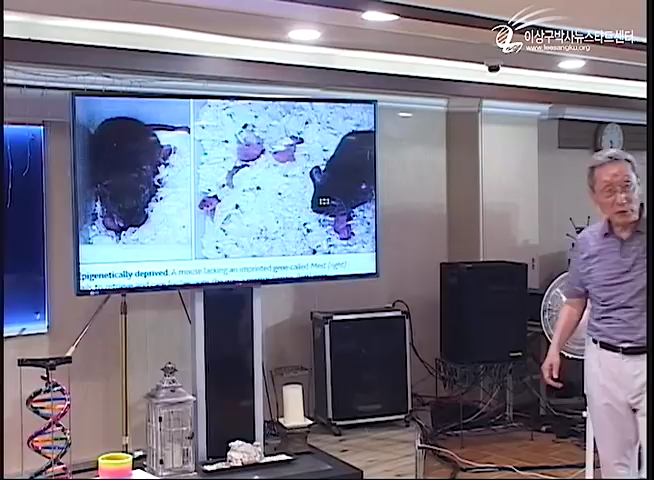 이상구박사뉴스타트센터
www.leesangku.org
pigenetically deprived. A mouse lacking an imprinted gene called Mest (right)